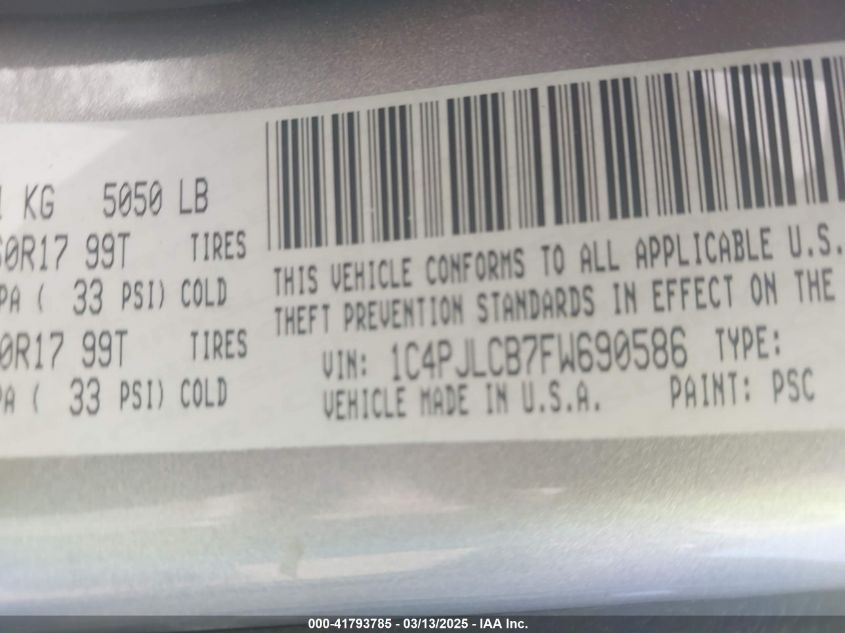 KG 5050 LB
0R17 99T TIRES
PA ( 33 PSI) COLD
0R17 99T TIRES
PA ( 33 PSI) COLD
THIS VEHICLE CONFORMS TO ALL APPLICABLE U.S.
THEFT PREVENTION STANDARDS IN EFFECT ON THE
VIN: 1C4PJLCB7FW690586 TYPE:
VEHICLE MADE IN U.S.A. PAINT: PSC
000-41793785 - 03/13/2025 - IAA Inc.